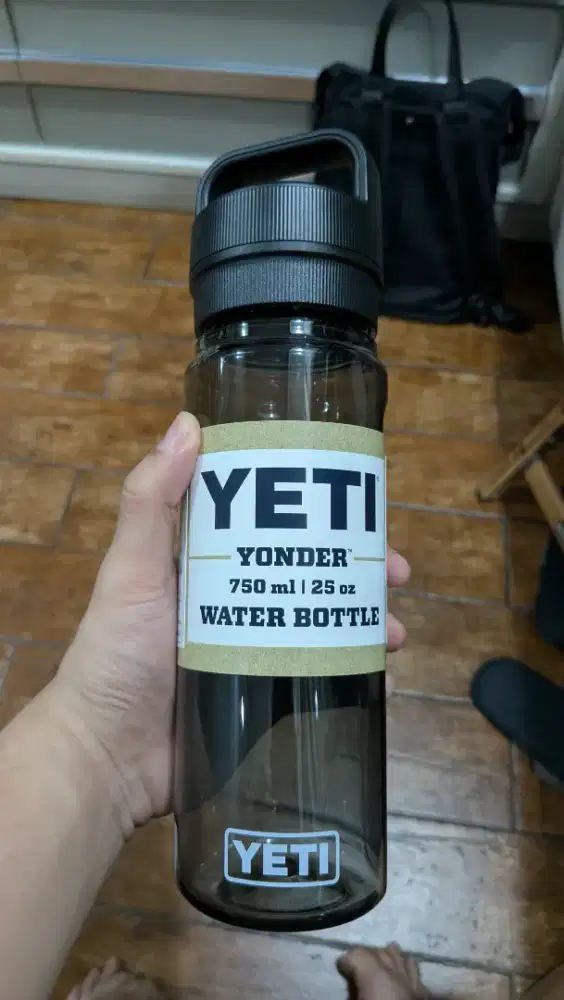 YETI
YONDER™
750 ml | 25 oz
WATER BOTTLE
YETI